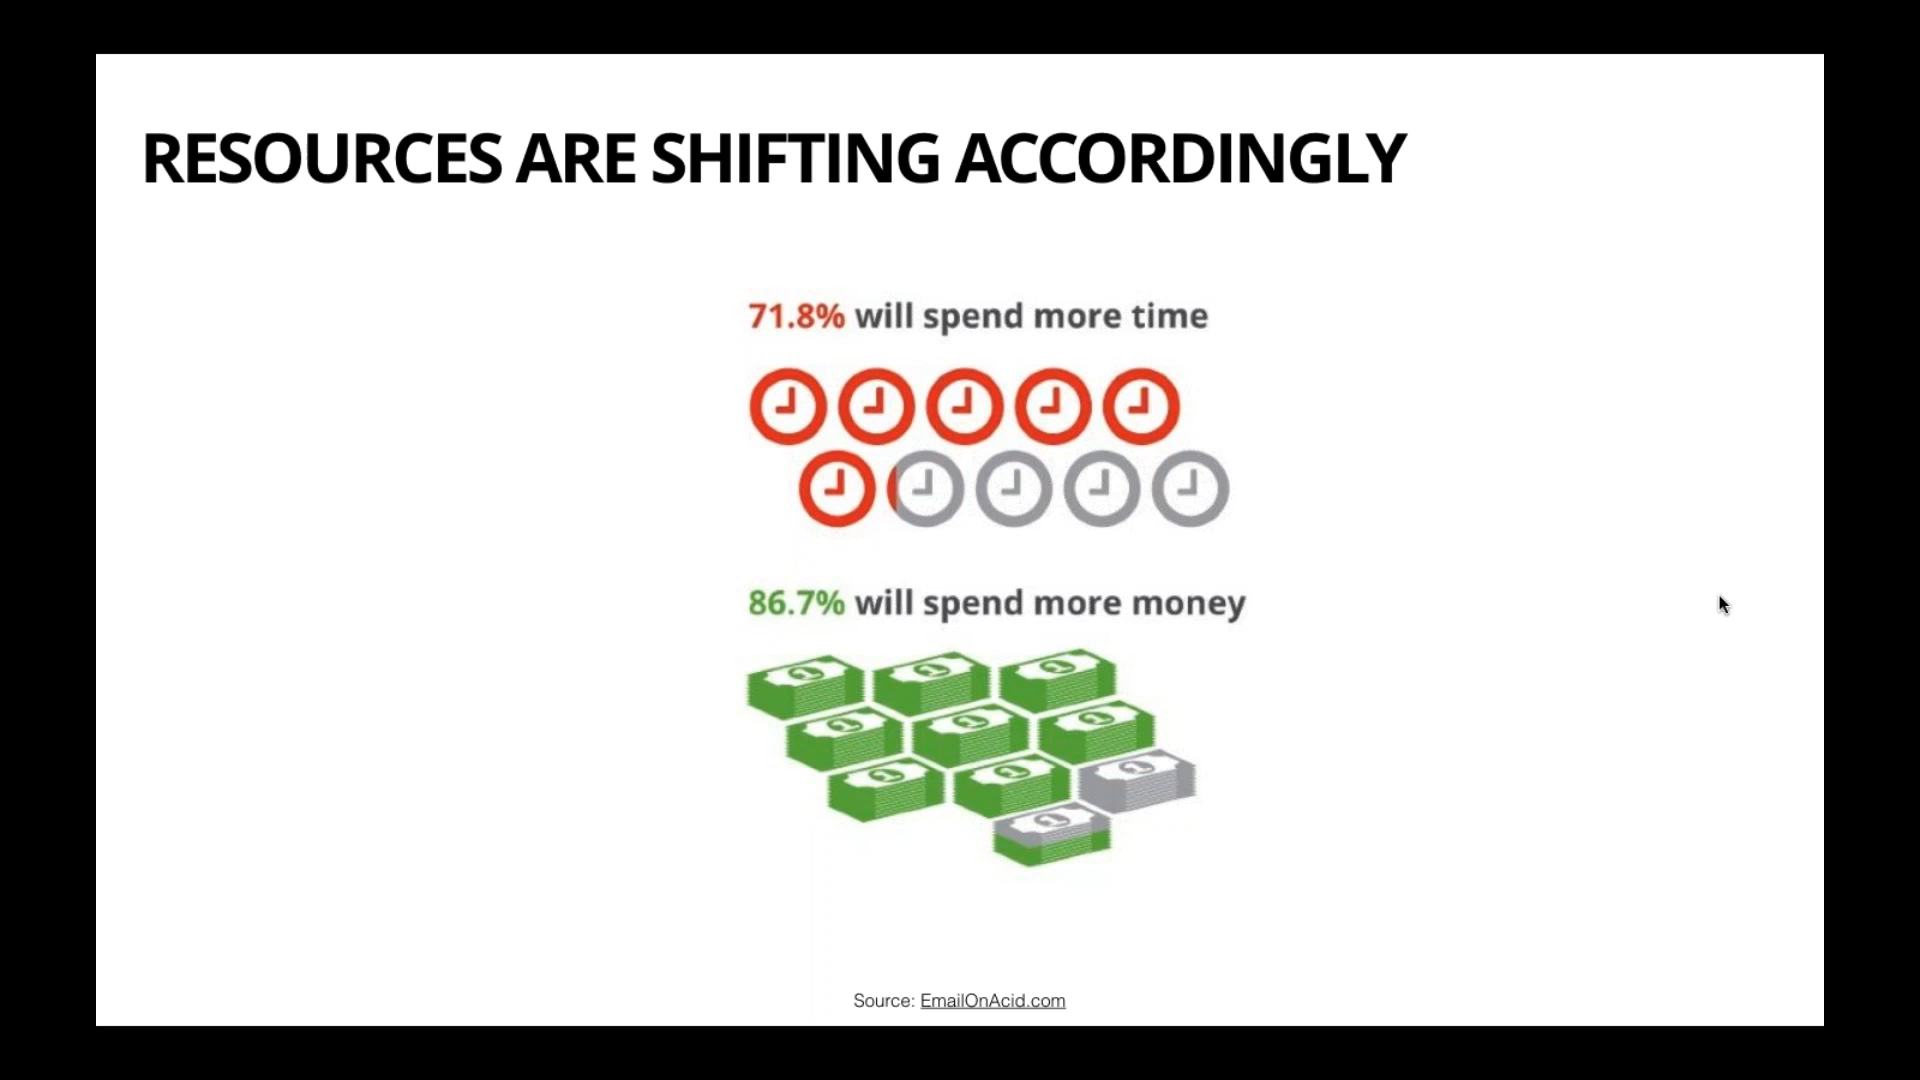 RESOURCES ARE SHIFTING ACCORDINGLY
71.8% will spend more time
86.7% will spend more money
Source: EmailOnAcid.com